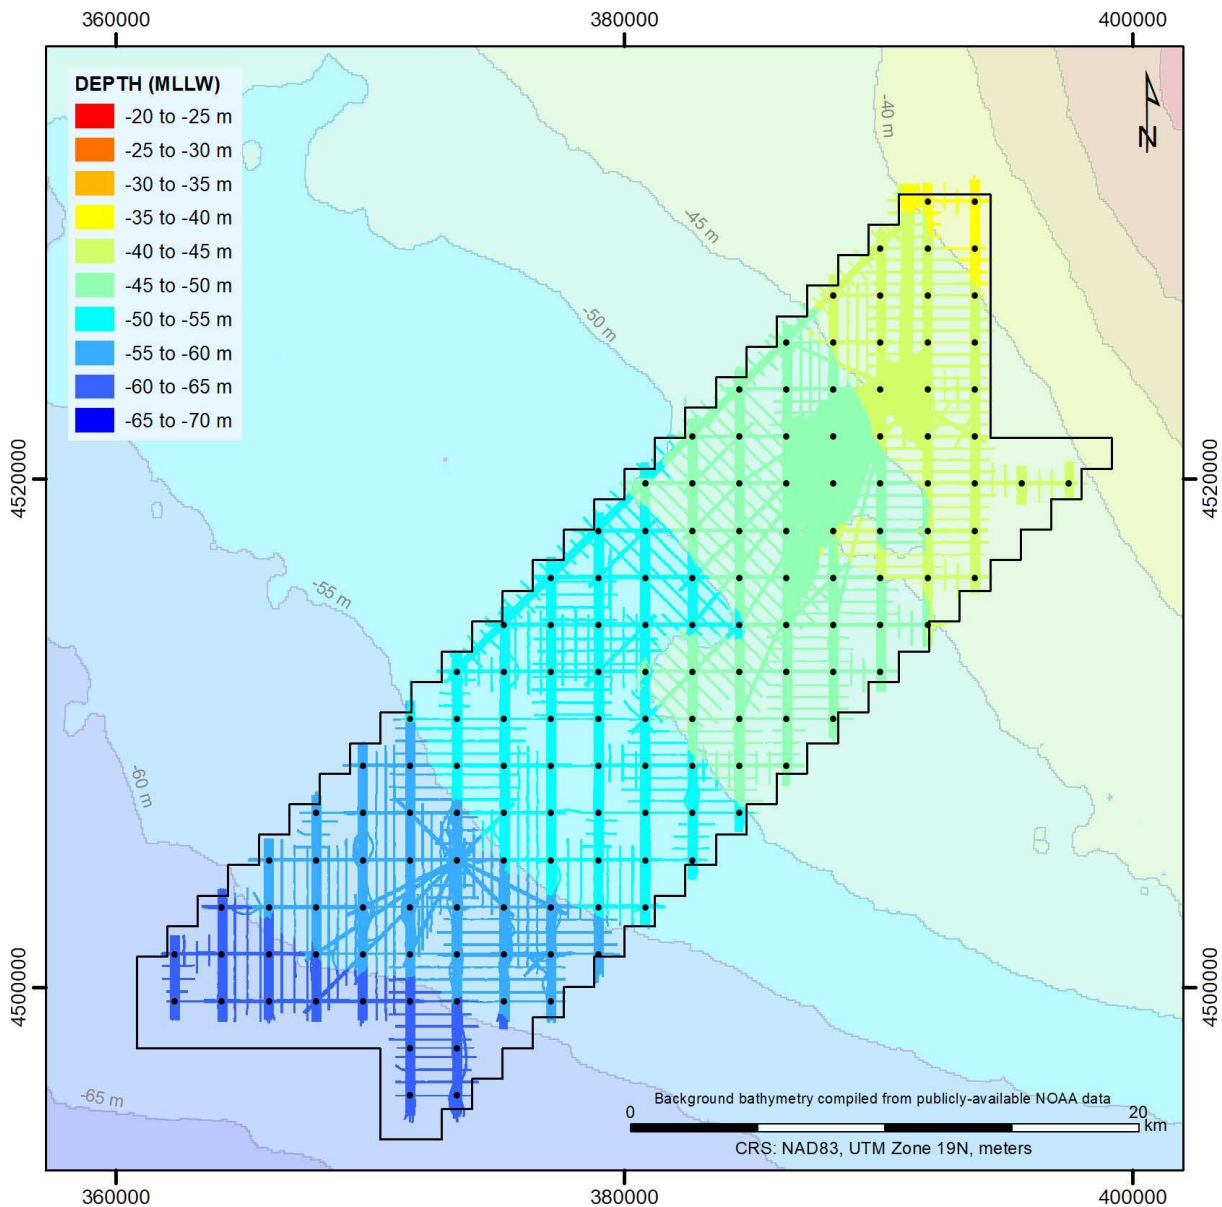 360000
380000
400000
DEPTH (MLLW)
-20 to -25 m
-25 to -30 m
-30 to -35 m
-35 to -40 m
-40 to -45 m
-45 to -50 m
-50 to -55 m
-55 to -60 m
-60 to -65 m
-65 to -70 m
-40 m
N
-45 m
-50 m
4520000
4520000
-55 m
-60 m
4500000
4500000
-65 m
Background bathymetry compiled from publicly-available NOAA data
0
20
km
CRS: NAD83, UTM Zone 19N, meters
360000
380000
400000